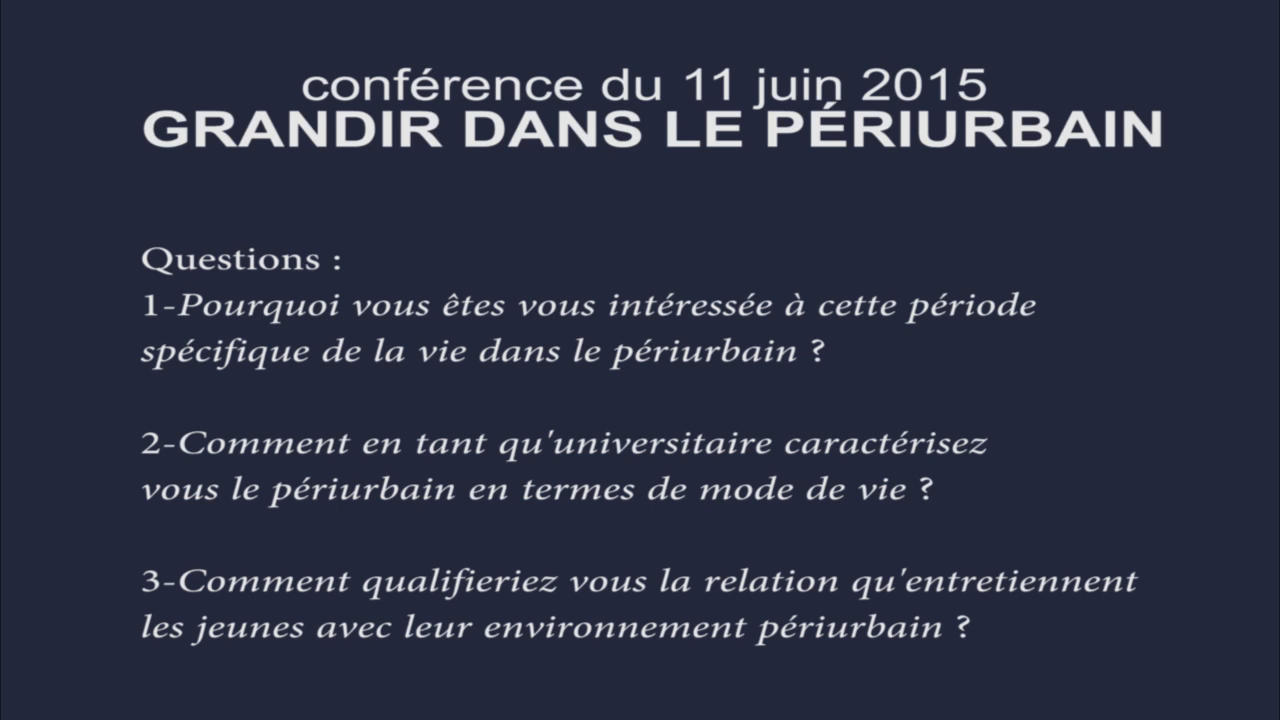 conférence du 11 juin 2015
GRANDIR DANS LE PÉRIURBAIN
Questions :
1-Pourquoi vous êtes vous intéressée à cette période
spécifique de la vie dans le périurbain ?
2-Comment en tant qu'universitaire caractérisez
vous le périurbain en termes de mode de vie ?
3-Comment qualifieriez vous la relation qu'entretiennent
les jeunes avec leur environnement périurbain ?